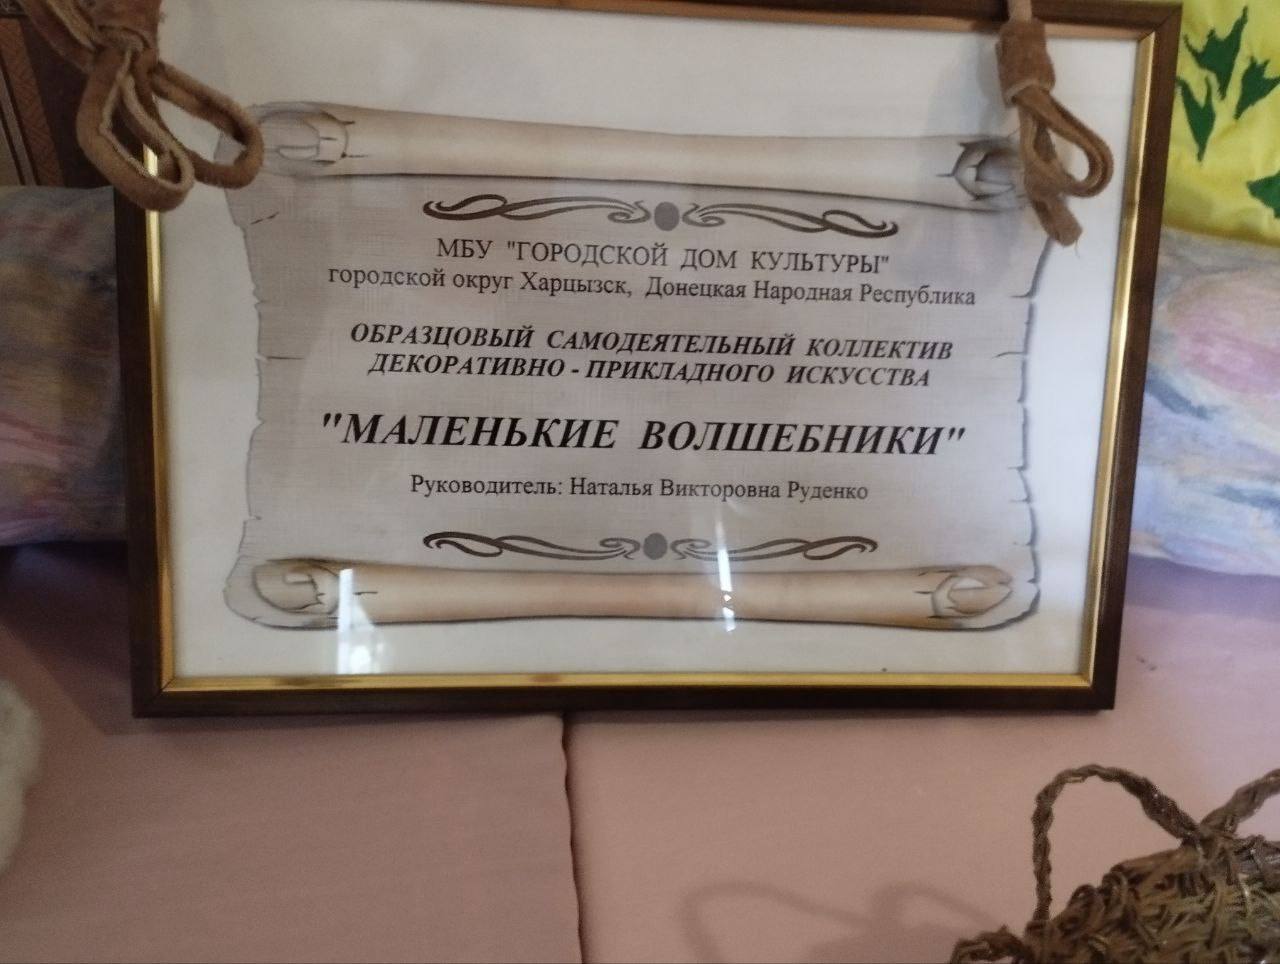 МБУ "ГОРОДСКОЙ ДОМ КУЛЬТУРЫ"
городской округ Харцызск, Донецкая Народная Республика
ОБРАЗЦОВЫЙ САМОДЕЯТЕЛЬНЫЙ КОЛЛЕКТИВ
ДЕКОРАТИВНО - ПРИКЛАДНОГО ИСКУССТВА
"МАЛЕНЬКИЕ ВОЛШЕБНИКИ"
Руководитель: Наталья Викторовна Руденко